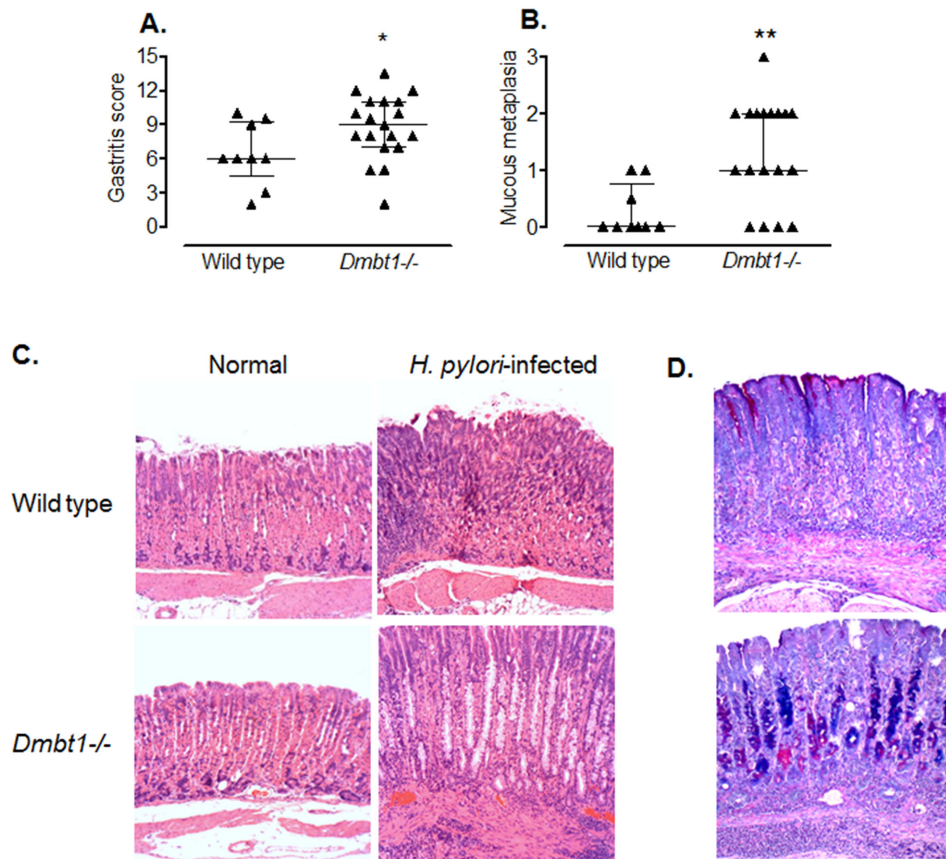 A.
*
Gastritis score
15
12
9
6
3
0
Wild type
Dmbt1-/-
B.
**
Mucous metaplasia
3
2
1
0
Wild type
Dmbt1-/-
C.
Normal
H. pylori-infected
D.
Wild type
Dmbt1-/-